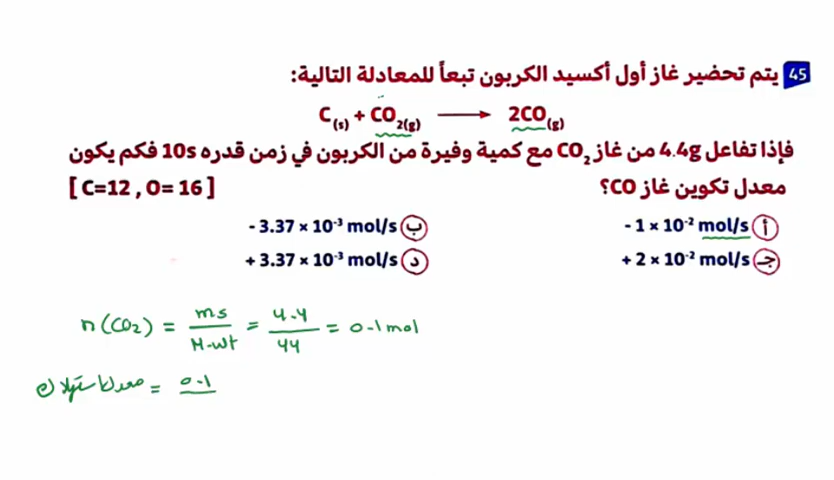 45 يتم تحضير غاز أول أكسيد الكربون تبعاً للمعادلة التالية:
C(s) + CO2(g) ⟶ 2CO(g)
فإذا تفاعل 4.4g من غاز CO2 مع كمية وفيرة من الكربون في زمن قدره 10s فكم يكون
معدل تكوين غاز CO؟ [ C=12 , O= 16 ]
أ - 1 × 10⁻² mol/s ب - 3.37 × 10⁻³ mol/s
جـ + 2 × 10⁻² mol/s د + 3.37 × 10⁻³ mol/s
n(CO2) = ms / M.wt = 4.4 / 44 = 0.1 mol
معدل استهلاك = 0.1